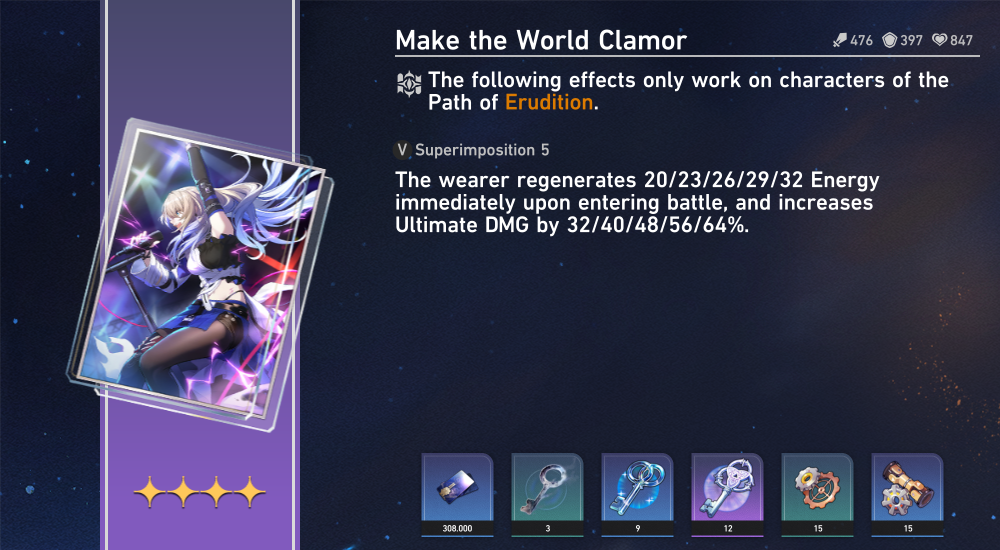 Make the World Clamor
476 397 847
The following effects only work on characters of the
Path of Erudition.
V Superimposition 5
The wearer regenerates 20/23/26/29/32 Energy
immediately upon entering battle, and increases
Ultimate DMG by 32/40/48/56/64%.
308.000 3 9 12 15 15